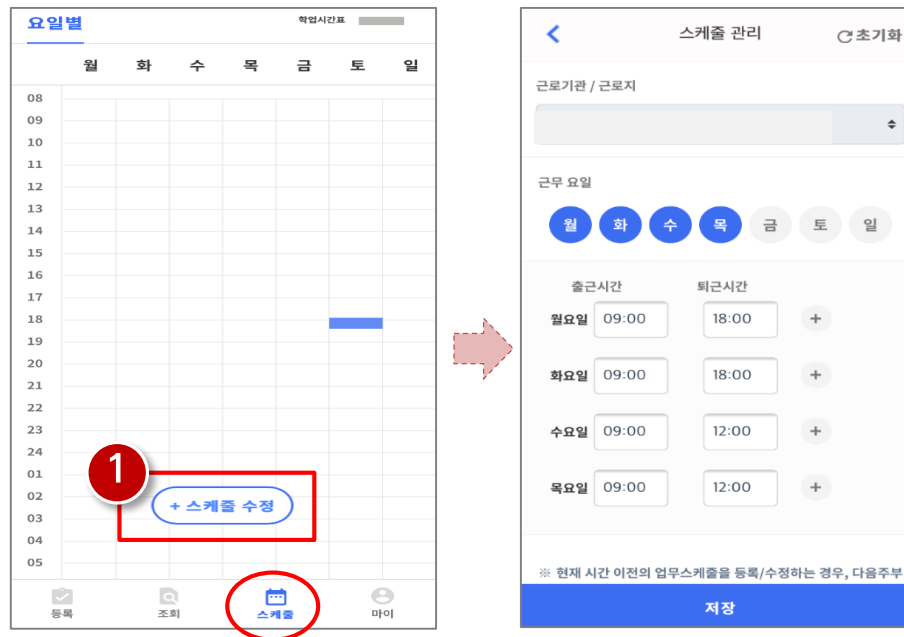 요일별
학업시간표
월 화 수 목 금 토 일
08
09
10
11
12
13
14
15
16
17
18
19
20
21
22
23
24
01
02
03
04
05
1
+ 스케줄 수정
등록 조회 스케줄 마이
스케줄 관리
초기화
근로기관 / 근로지
근무 요일
월 화 수 목 금 토 일
출근시간 퇴근시간
월요일 09:00 18:00 +
화요일 09:00 18:00 +
수요일 09:00 12:00 +
목요일 09:00 12:00 +
※ 현재 시간 이전의 업무스케줄을 등록/수정하는 경우, 다음주부
저장